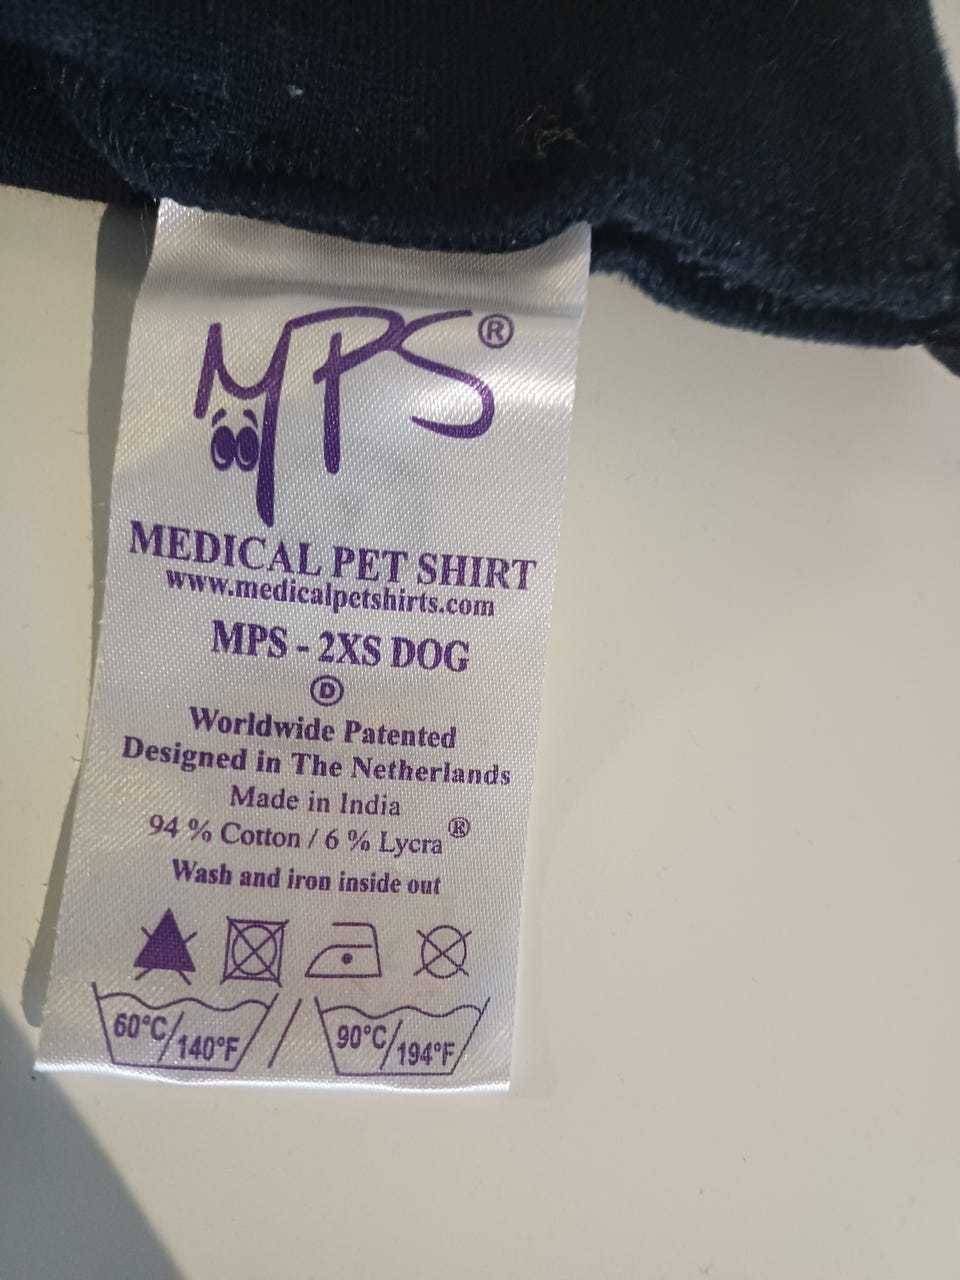 MPS ®
MEDICAL PET SHIRT
www.medicalpetshirts.com
MPS - 2XS DOG
Ⓓ
Worldwide Patented
Designed in The Netherlands
Made in India
94 % Cotton / 6 % Lycra ®
Wash and iron inside out
60°C/140°F / 90°C/194°F